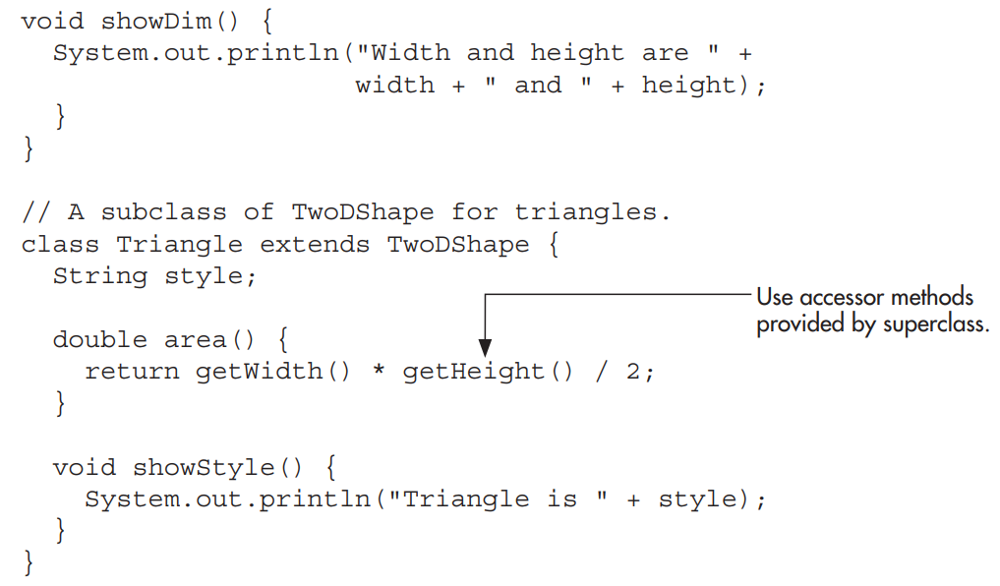 void showDim() {
  System.out.println("Width and height are " +
                     width + " and " + height);
  }
}

// A subclass of TwoDShape for triangles.
class Triangle extends TwoDShape {
  String style;

  double area() {
    return getWidth() * getHeight() / 2;
  }

  void showStyle() {
    System.out.println("Triangle is " + style);
  }
}
Use accessor methods
provided by superclass.